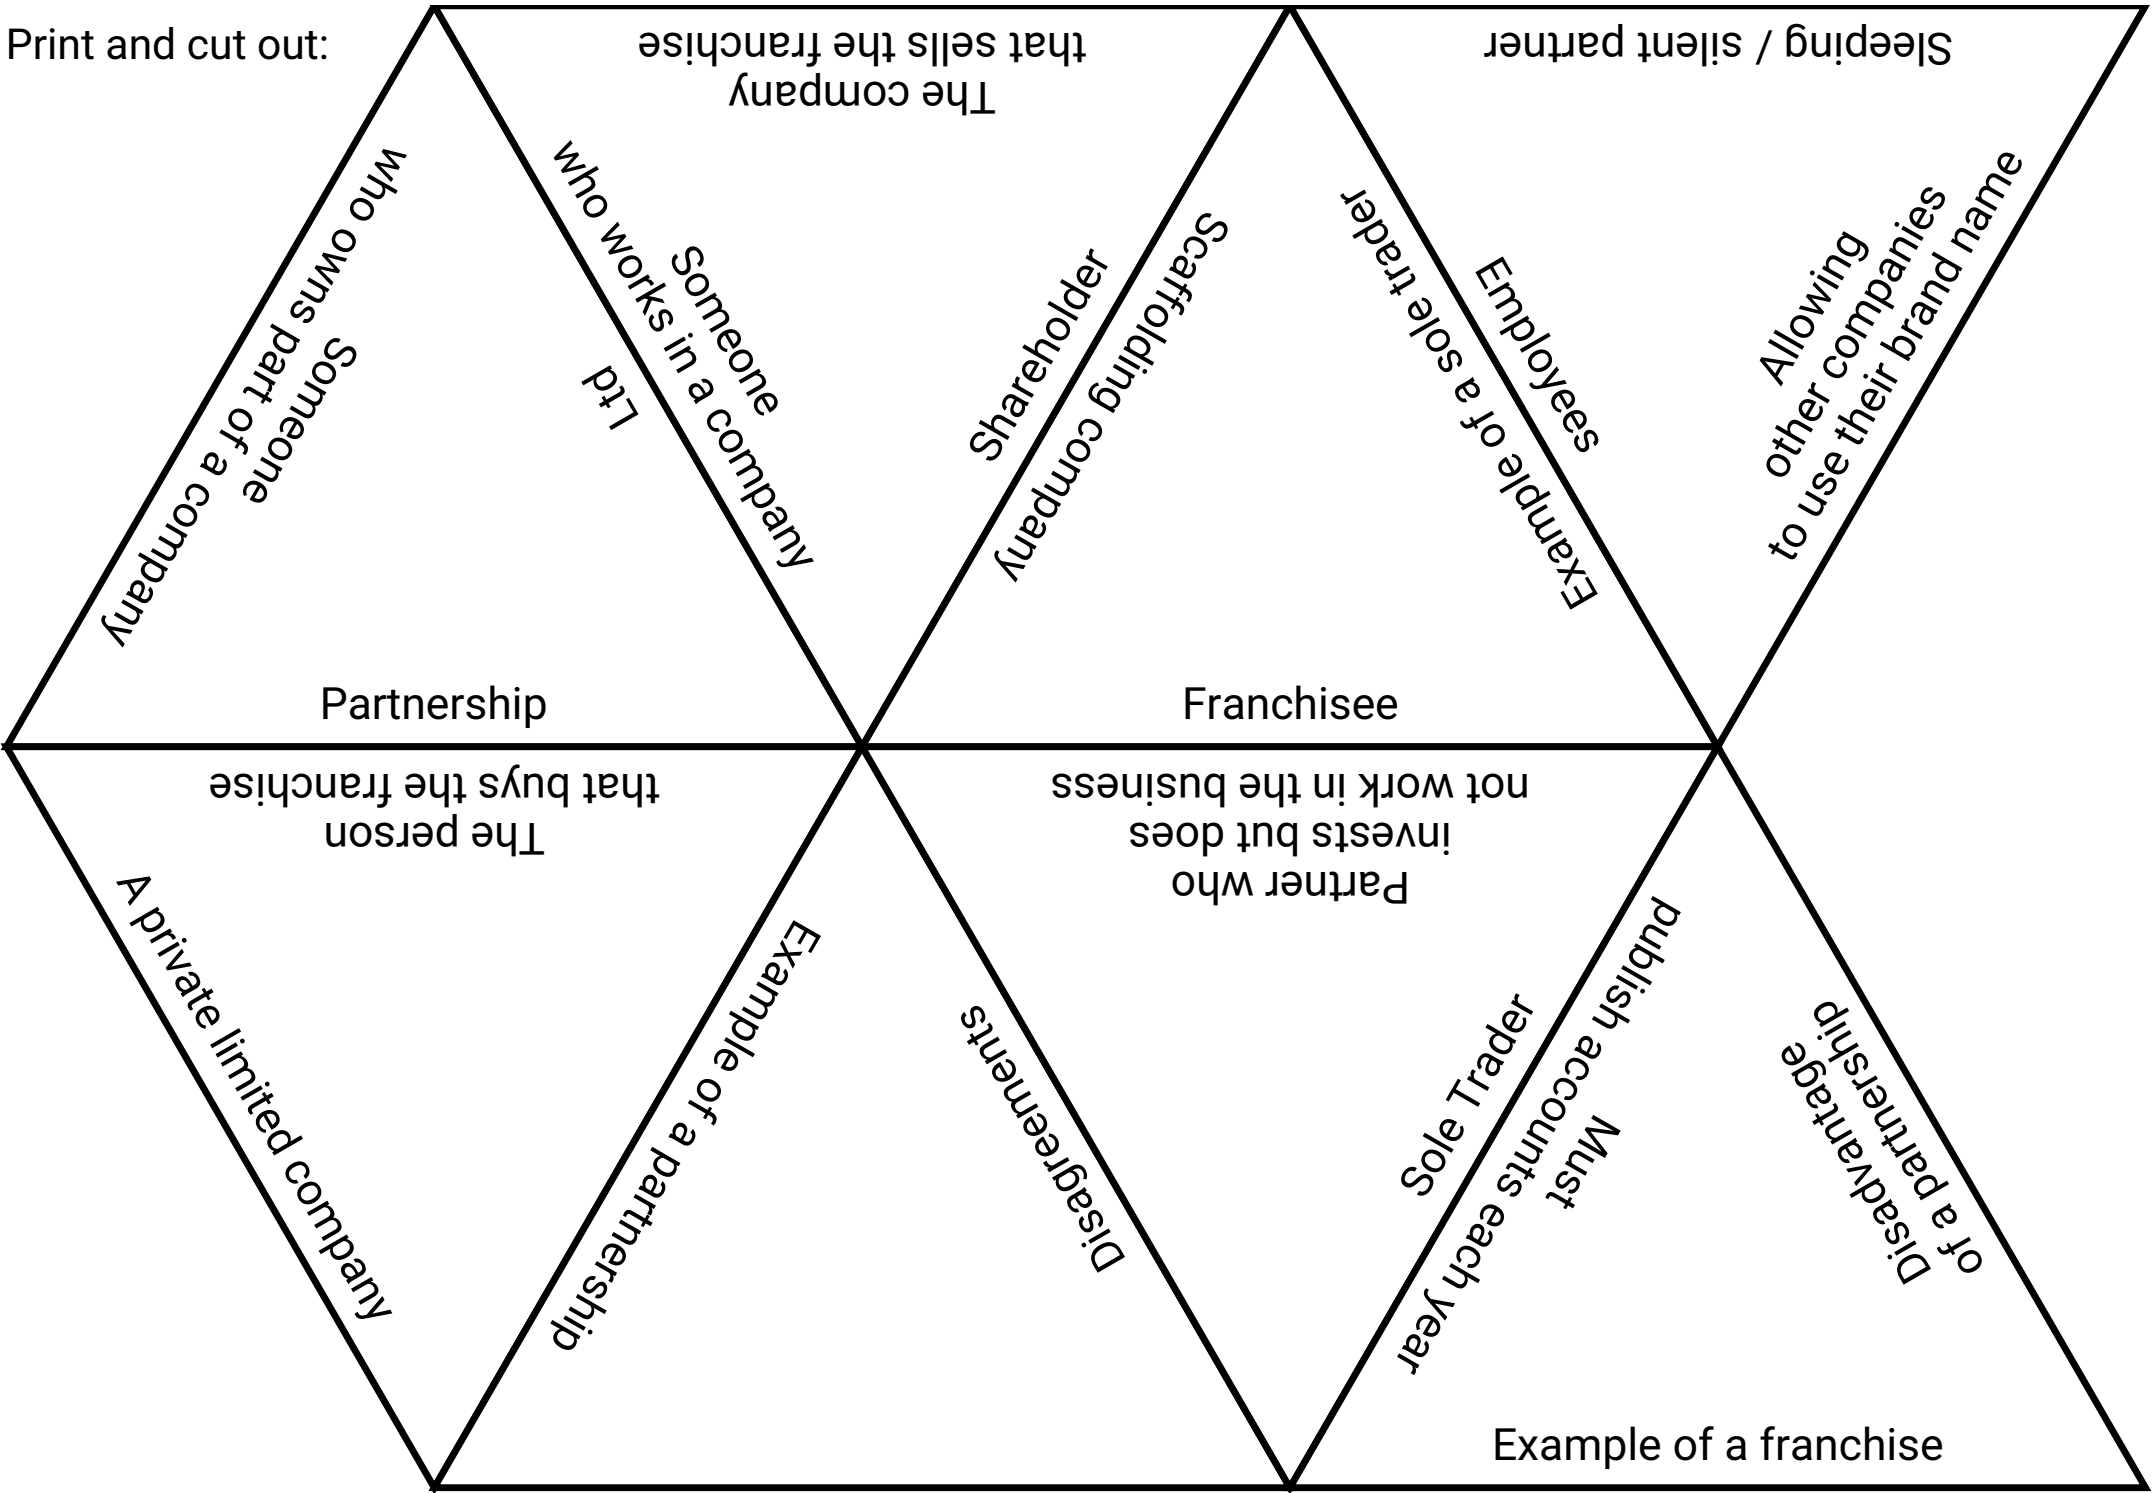 Print and cut out:
Someone
who owns part of a company
Ltd
Partnership
The company
that sells the franchise
Someone
who works in a company
Shareholder
Scaffolding company
Example of a sole trader
Franchisee
Sleeping / silent partner
Employees
Allowing
other companies
to use their brand name
The person
that buys the franchise
A private limited company
Example of a partnership
Disagreements
Partner who
invests but does
not work in the business
Sole Trader
Must
publish accounts each year
Disadvantage
of a partnership
Example of a franchise